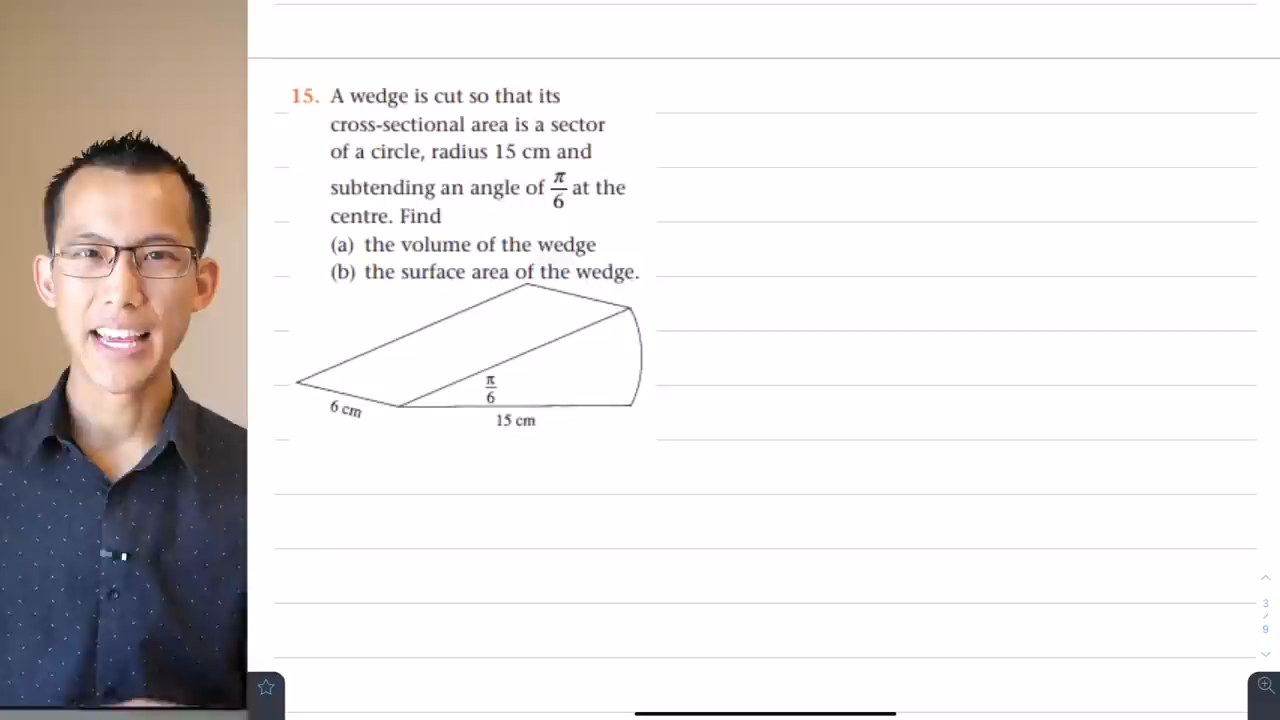 15. A wedge is cut so that its
cross-sectional area is a sector
of a circle, radius 15 cm and
subtending an angle of π/6 at the
centre. Find
(a) the volume of the wedge
(b) the surface area of the wedge.
π/6
6 cm
15 cm
3
/
9